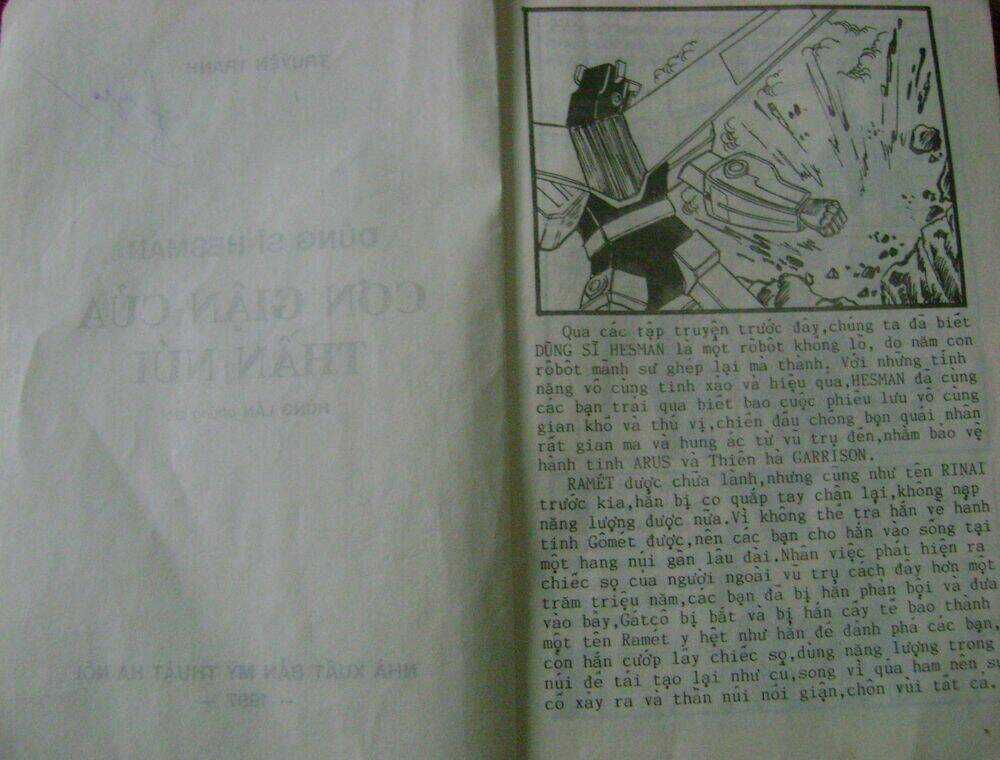 TRUYỆN TRANH
DŨNG SĨ HESMAN
CƠN GIẬN CỦA
THẦN NÚI
HÙNG LÂN
NHÀ XUẤT BẢN MỸ THUẬT HÀ NỘI
- 1997 -
Qua các tập truyện trước đây,chúng ta đã biết
DŨNG SĨ HESMAN là một rôbôt khổng lồ, do năm con
rôbôt mãnh sư ghép lại mà thành. Với những tính
năng vô cùng tinh xảo và hiệu quả,HESMAN đã cùng
các bạn trải qua biết bao cuộc phiêu lưu vô cùng
gian khổ và thú vị,chiến đấu chống bọn quái nhân
rất gian ma và hung ác từ vũ trụ đến,nhằm bảo vệ
hành tinh ARUS và Thiên hà GARRISON.
RAMÉT được chữa lành,nhưng cũng như tên RINAI
trước kia,hắn bị co quắp tay chân lại,không nạp
năng lượng được nữa.Vì không thể trả hắn về hành
tinh Gômét được,nên các bạn cho hắn vào sống tại
một hang núi gần lâu đài.Nhân việc phát hiện ra
chiếc sọ của người ngoài vũ trụ cách đây hơn một
trăm triệu năm,các bạn đã bị hắn phản bội và đưa
vào bẫy,Gátcô bị bắt và bị hắn cấy tế bào thành
một tên Ramet y hệt như hắn để đánh phá các bạn,
còn hắn cướp lấy chiếc sọ,dùng năng lượng trong
núi để tái tạo lại như cũ,song vì quá ham nên sự
cố xảy ra và thần núi nổi giận,chôn vùi tất cả.